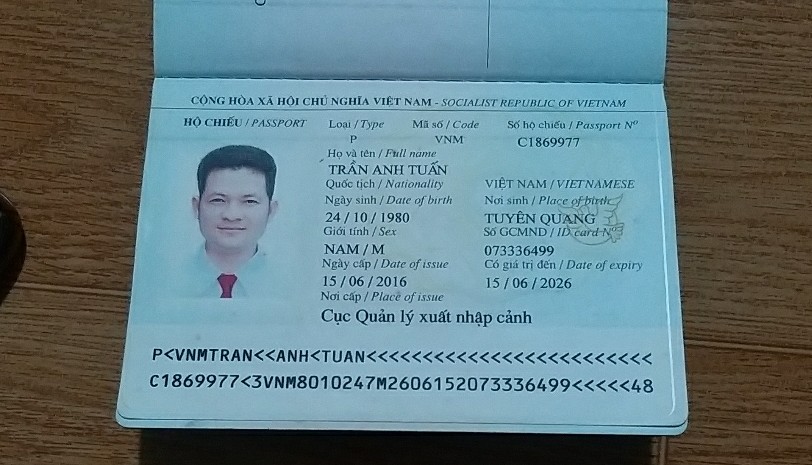 CỘNG HÒA XÃ HỘI CHỦ NGHĨA VIỆT NAM - SOCIALIST REPUBLIC OF VIETNAM
HỘ CHIẾU / PASSPORT Loại / Type Mã số / Code Số hộ chiếu / Passport Nº
P VNM C1869977
Họ và tên / Full name
TRẦN ANH TUẤN
Quốc tịch / Nationality VIỆT NAM / VIETNAMESE
Ngày sinh / Date of birth Nơi sinh / Place of birth
24 / 10 / 1980 TUYÊN QUANG
Giới tính / Sex Số GCMND / ID card Nº
NAM / M 073336499
Ngày cấp / Date of issue Có giá trị đến / Date of expiry
15 / 06 / 2016 15 / 06 / 2026
Nơi cấp / Place of issue
Cục Quản lý xuất nhập cảnh
P<VNMTRAN<<ANH<TUAN<<<<<<<<<<<<<<<<<<<<<<<<<
C1869977<3VNM8010247M2606152073336499<<<<<48